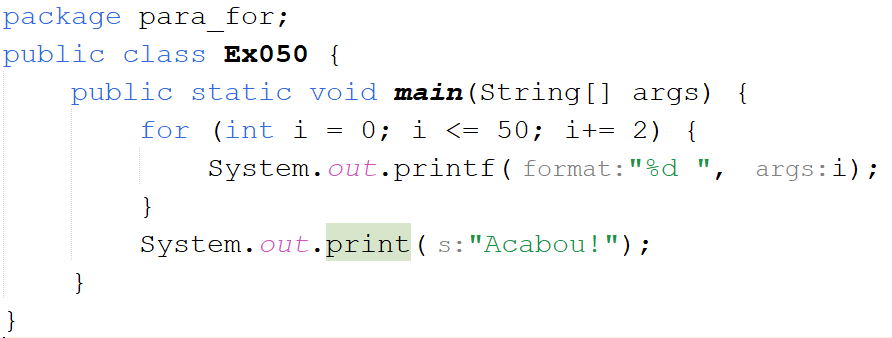 package para_for;
public class Ex050 {
public static void main(String[] args) {
for (int i = 0; i <= 50; i+= 2) {
System.out.printf( format:"%d ", args:i);
}
System.out.print( s:"Acabou!");
}
}